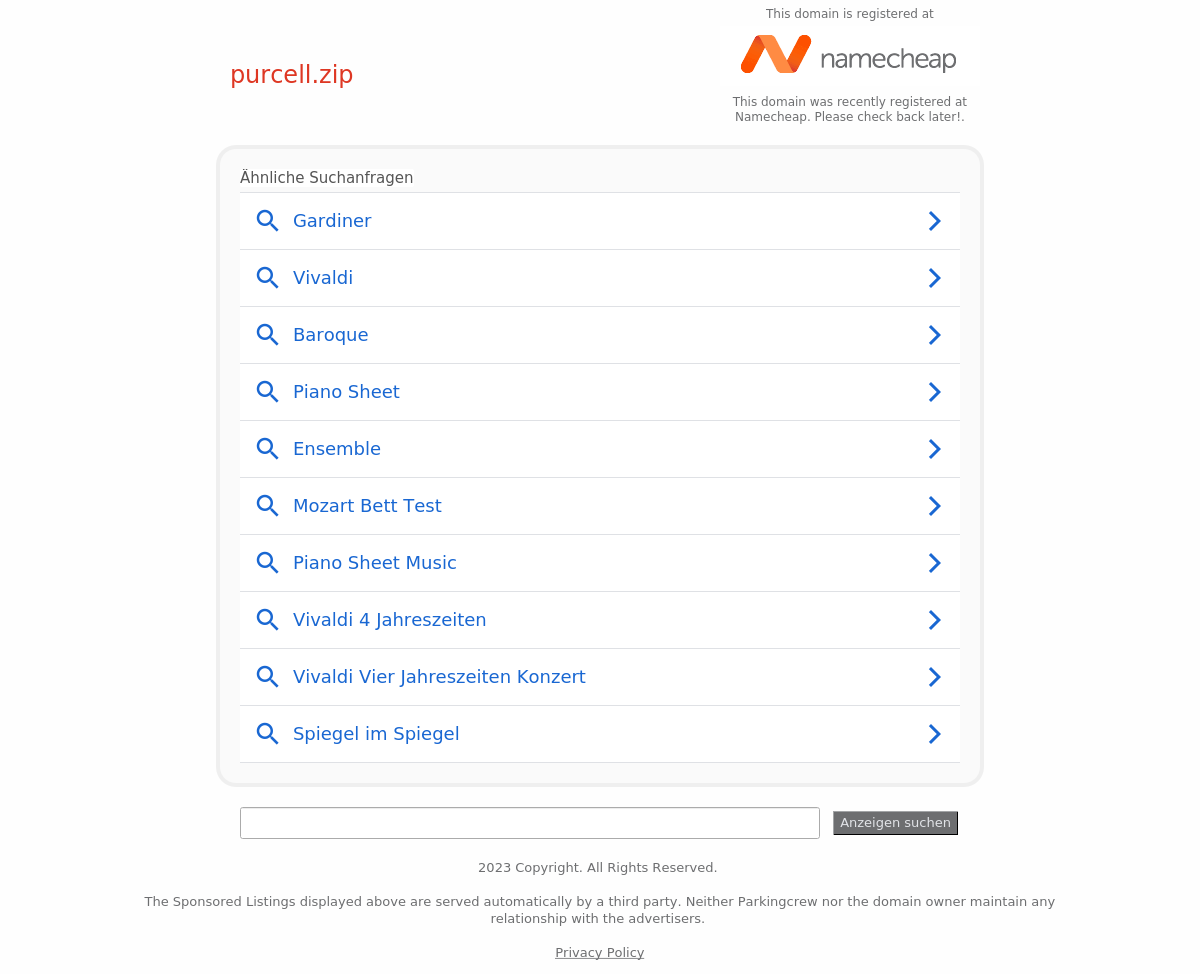 This domain is registered at
namecheap
purcell.zip
This domain was recently registered at
Namecheap. Please check back later!.
Ähnliche Suchanfragen
Gardiner
Vivaldi
Baroque
Piano Sheet
Ensemble
Mozart Bett Test
Piano Sheet Music
Vivaldi 4 Jahreszeiten
Vivaldi Vier Jahreszeiten Konzert
Spiegel im Spiegel
Anzeigen suchen
2023 Copyright. All Rights Reserved.
The Sponsored Listings displayed above are served automatically by a third party. Neither Parkingcrew nor the domain owner maintain any
relationship with the advertisers.
Privacy Policy